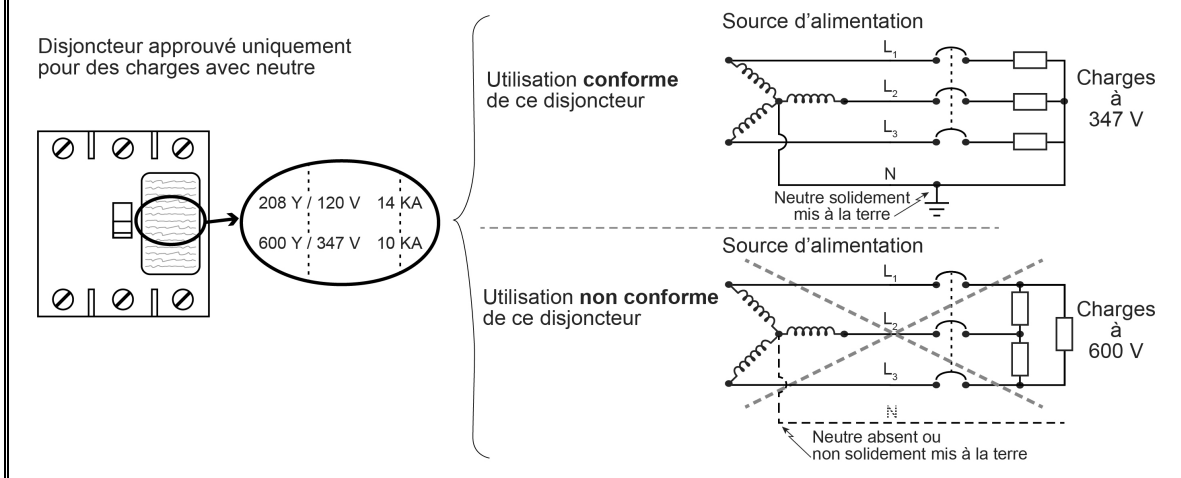 Disjoncteur approuvé uniquement
pour des charges avec neutre
208 Y / 120 V 14 KA
600 Y / 347 V 10 KA
Utilisation conforme
de ce disjoncteur
Source d'alimentation
L1
L2
L3
N
Charges
à
347 V
Neutre solidement
mis à la terre
Utilisation non conforme
de ce disjoncteur
Source d'alimentation
L1
L2
L3
N
Charges
à
600 V
Neutre absent ou
non solidement mis à la terre